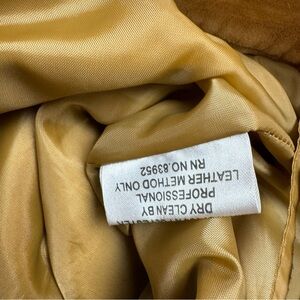 DRY CLEAN BY
PROFESSIONAL
LEATHER METHOD ONLY
RN NO.83952